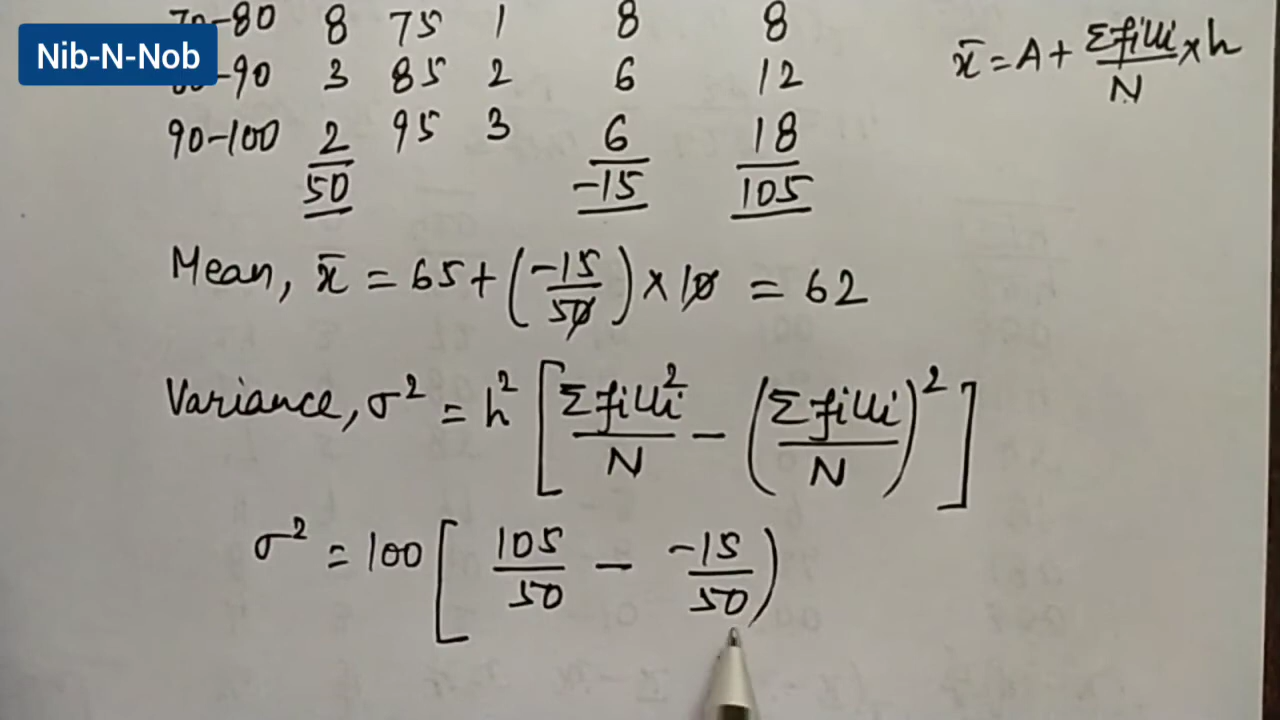 Nib-N-Nob
70-80 8 75 1 8 8
-90 3 85 2 6 12
90-100 2 95 3 6 18
50 -15 105
x̄ = A + Σfiui/N × h
Mean, x̄ = 65 + (-15/50) × 10 = 62
Variance, σ² = h² [Σfiui²/N - (Σfiui/N)²]
σ² = 100 [105/50 - -15/50)